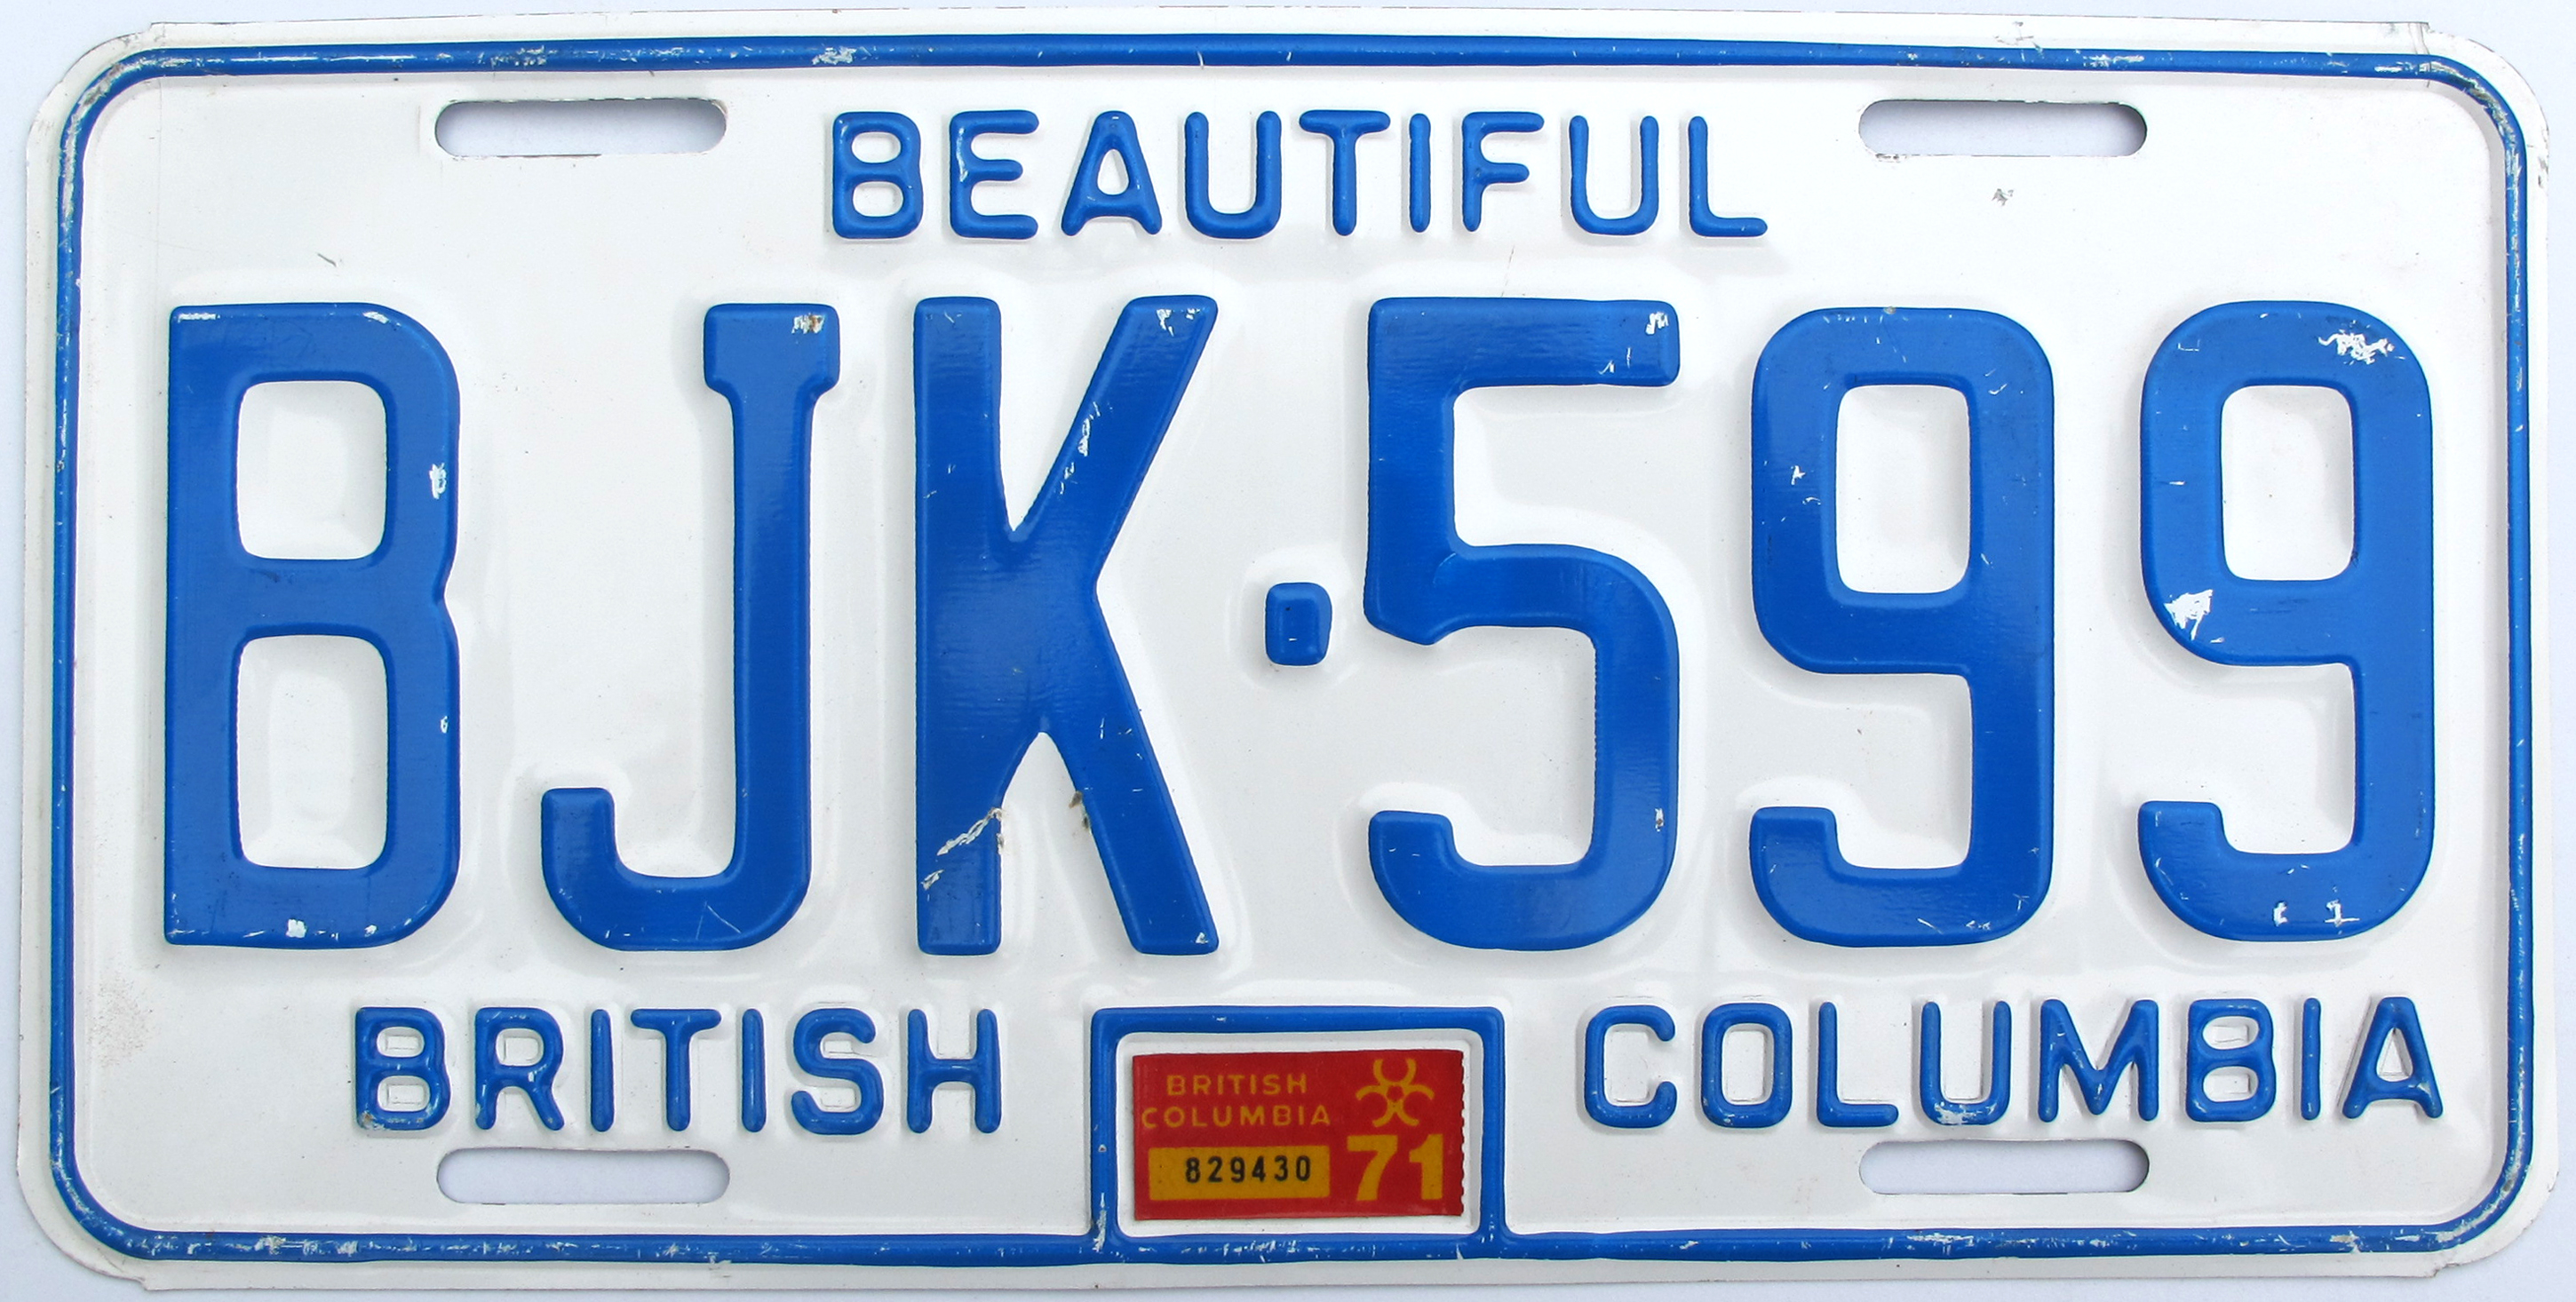 BEAUTIFUL
BJK·599
BRITISH COLUMBIA
BRITISH
COLUMBIA
829430 71